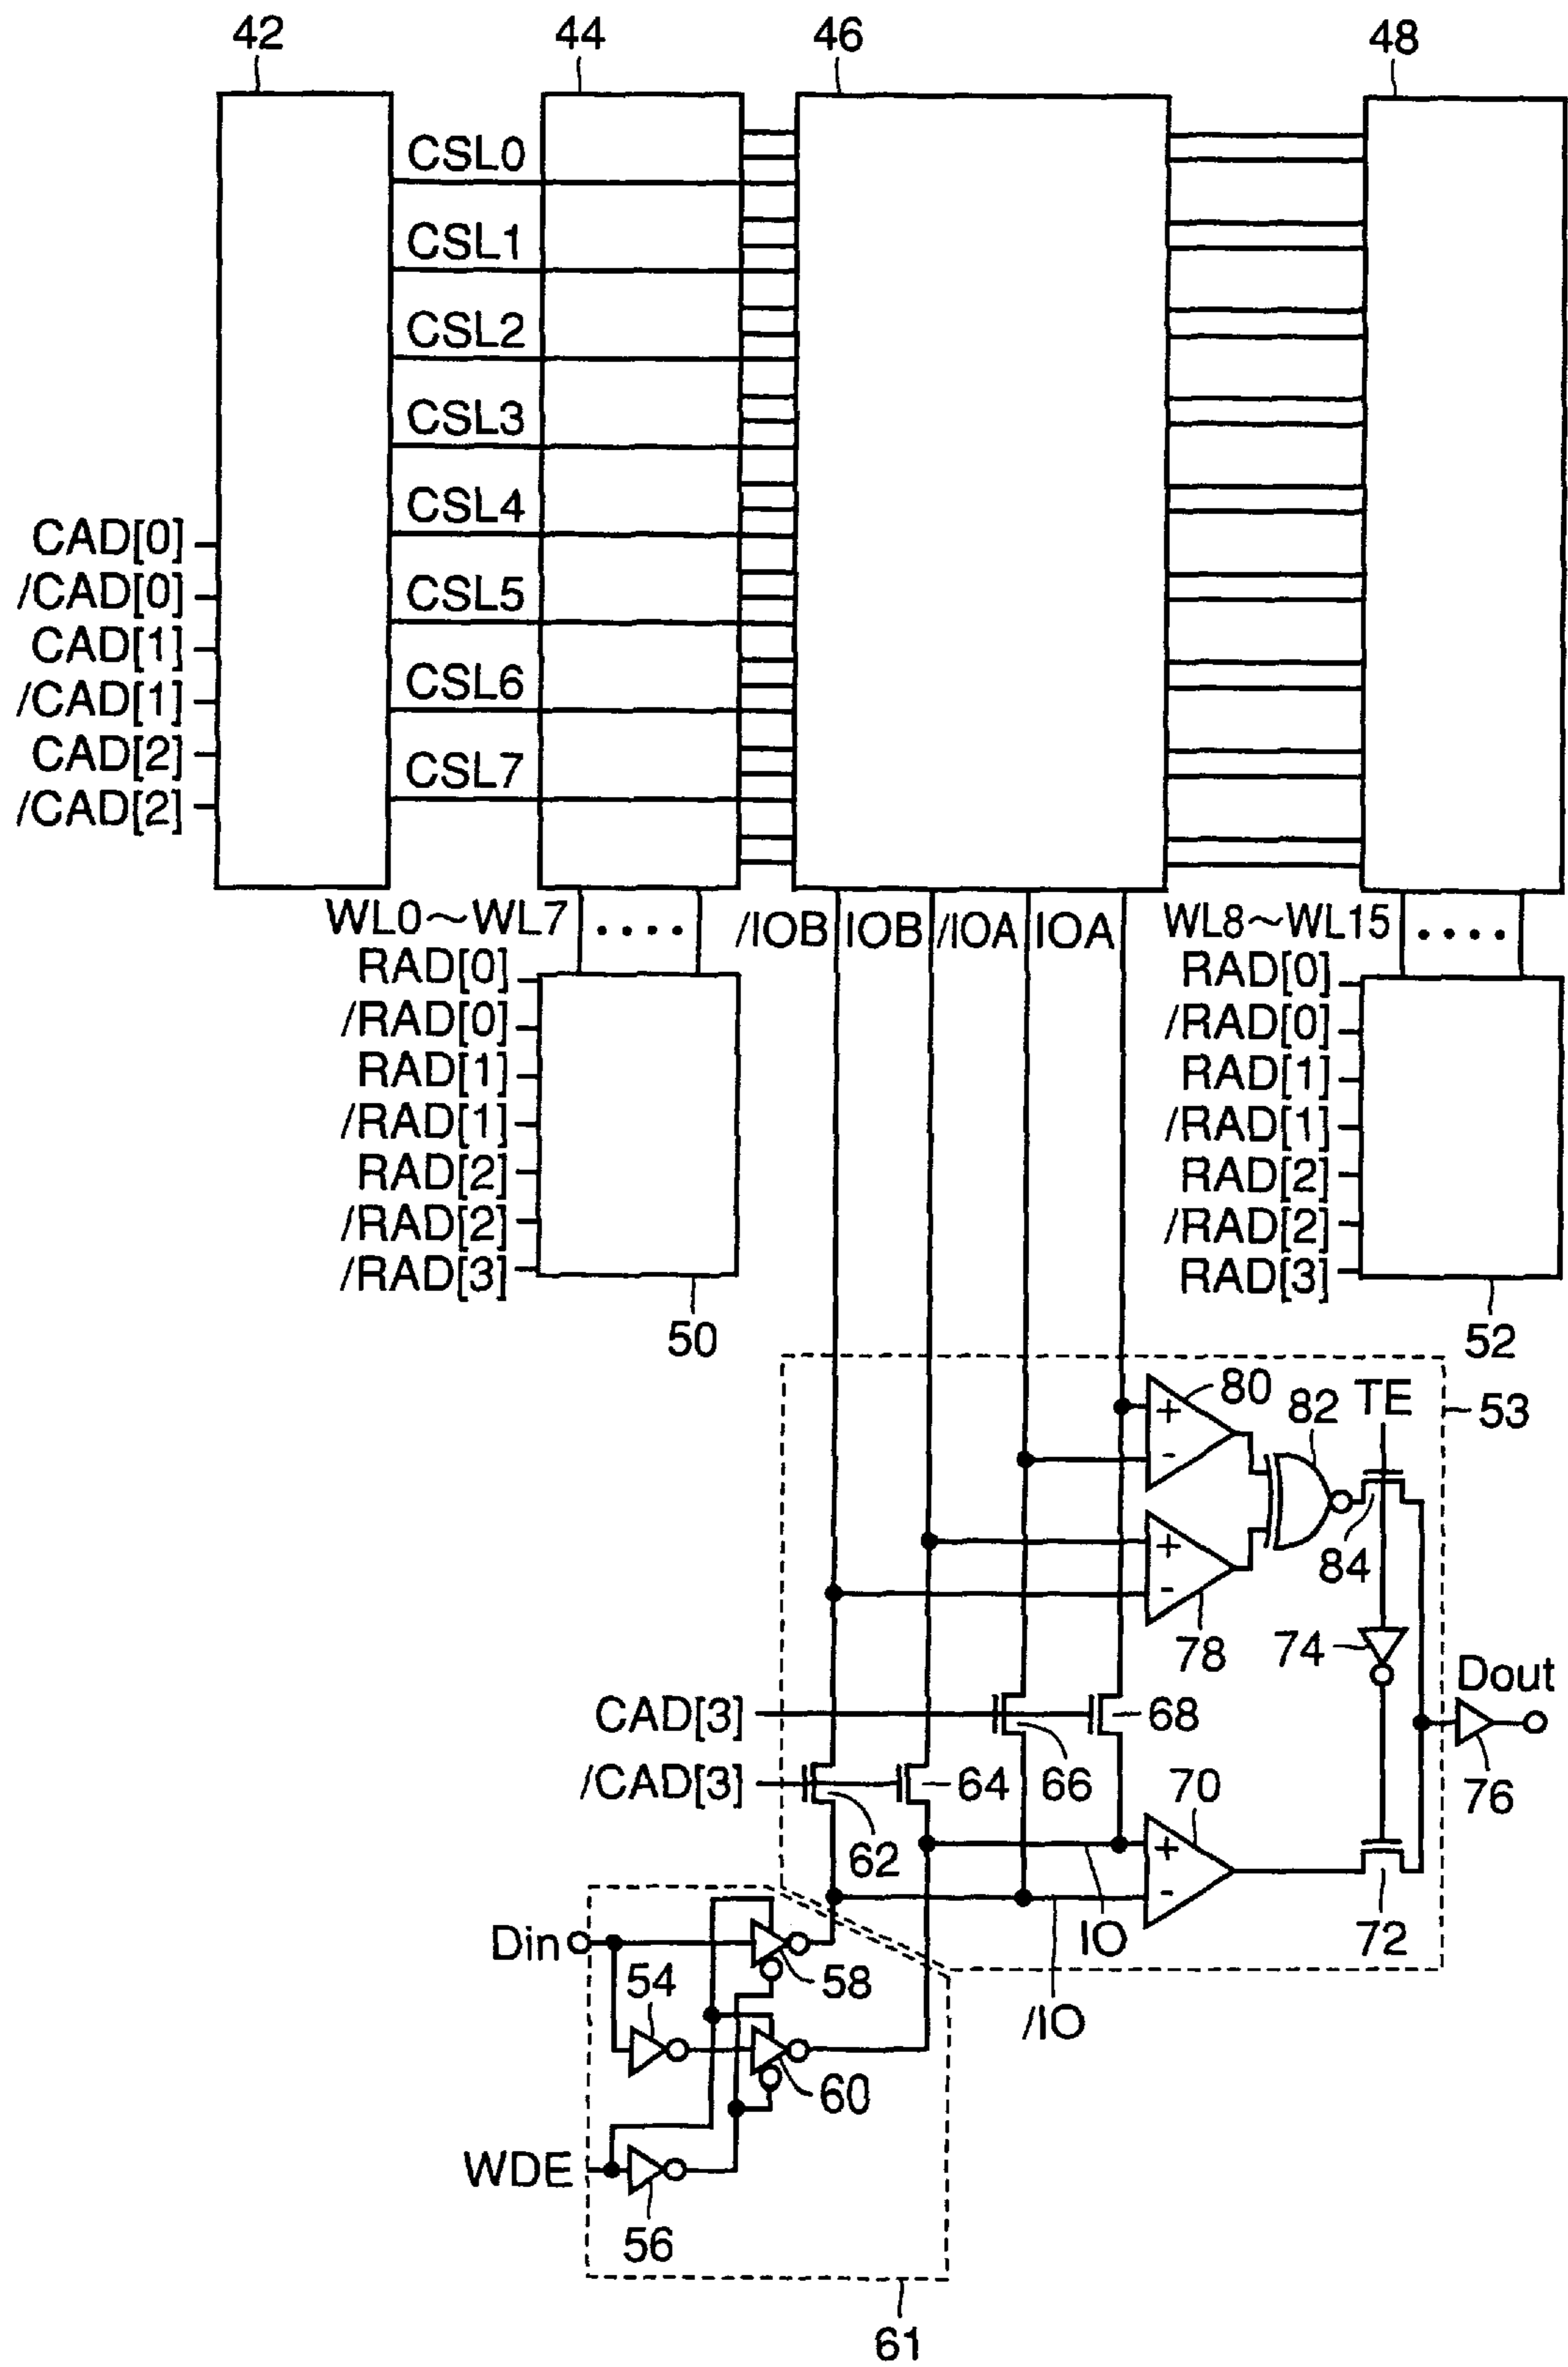 42
44
46
48
CSL0
CSL1
CSL2
CSL3
CSL4
CSL5
CSL6
CSL7
CAD[0]
/CAD[0]
CAD[1]
/CAD[1]
CAD[2]
/CAD[2]
WL0~WL7
/IOB
IOB
/IOA
IOA
WL8~WL15
RAD[0]
/RAD[0]
RAD[1]
/RAD[1]
RAD[2]
/RAD[2]
/RAD[3]
50
RAD[0]
/RAD[0]
RAD[1]
/RAD[1]
RAD[2]
/RAD[2]
RAD[3]
52
80
82
TE
53
+
-
84
+
-
78
74
Dout
76
CAD[3]
68
66
/CAD[3]
64
62
70
+
-
72
IO
/IO
Din
54
58
60
WDE
56
61